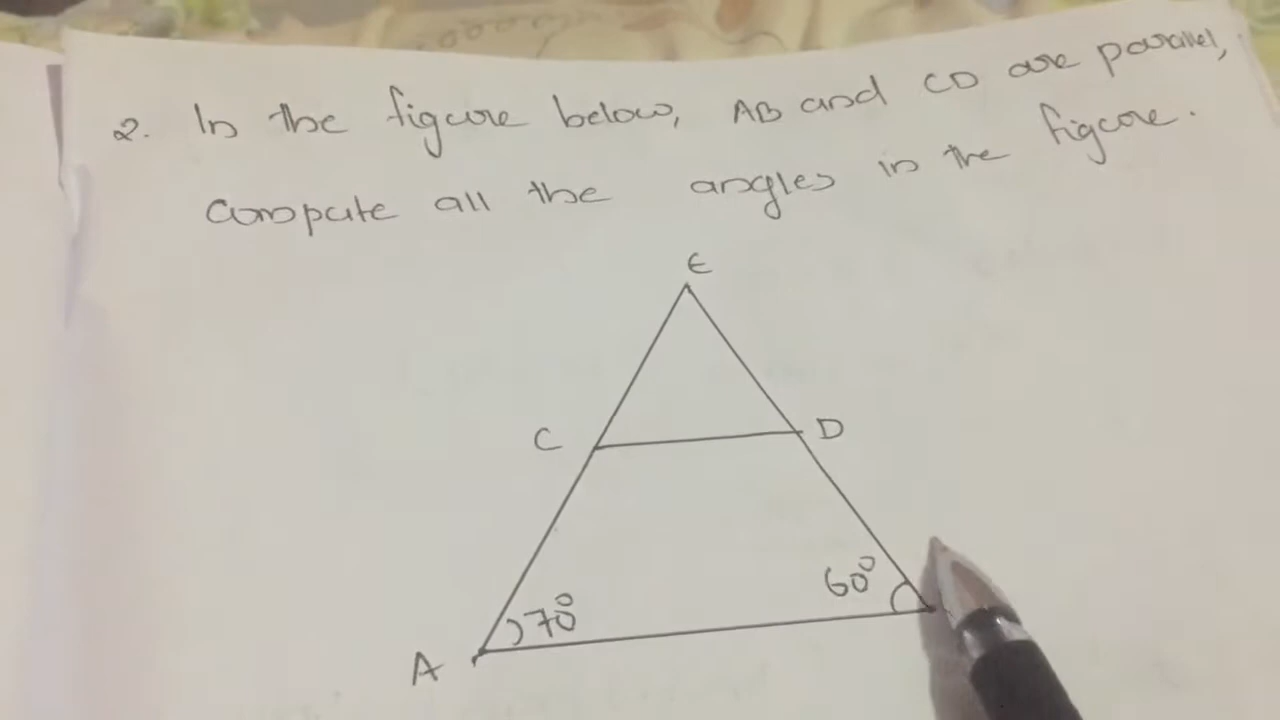 2. In the figure below, AB and CD are parallel,
compute all the angles in the figure.
E
C
D
60°
70°
A